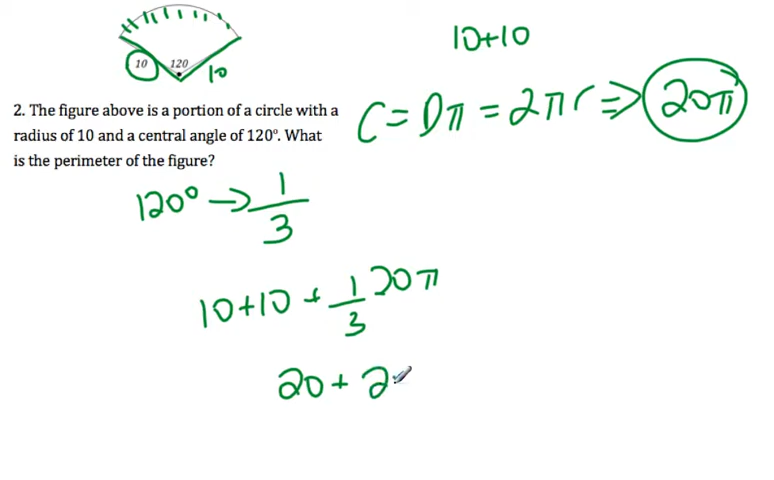 10 120 10
10+10
C = Dπ = 2πr ⇒ 20π
2. The figure above is a portion of a circle with a
radius of 10 and a central angle of 120°. What
is the perimeter of the figure?
120° → 1/3
10+10 + 1/3 20π
20 + 2